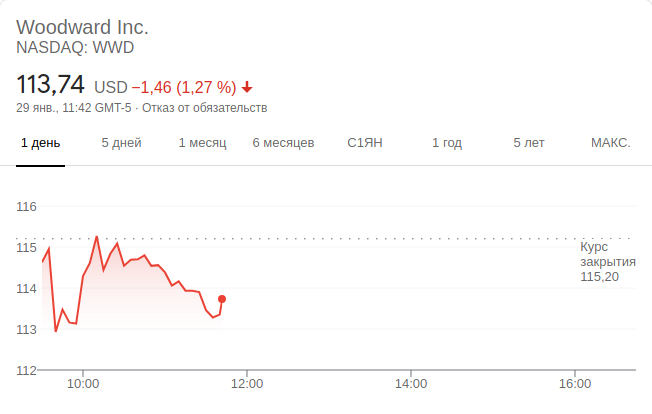 Woodward Inc.
NASDAQ: WWD
113,74 USD −1,46 (1,27 %)
29 янв., 11:42 GMT-5 · Отказ от обязательств
1 день 5 дней 1 месяц 6 месяцев С1ЯН 1 год 5 лет МАКС.
116
115
114
113
112
Курс
закрытия
115,20
10:00 12:00 14:00 16:00